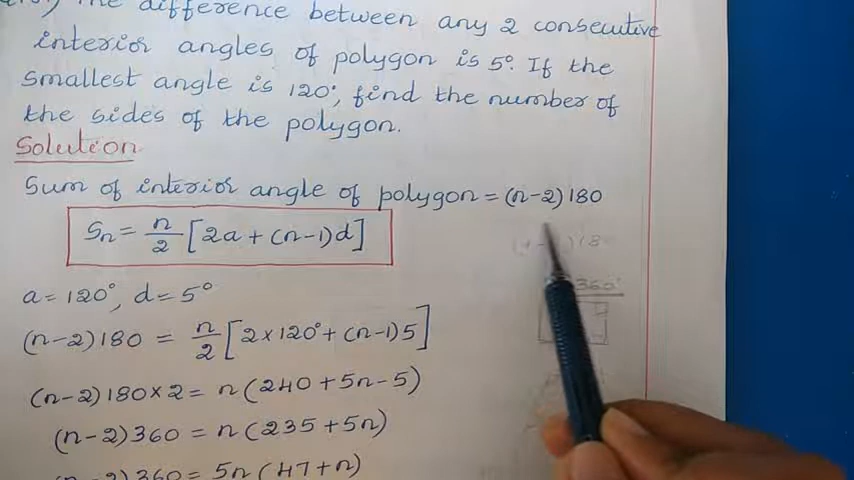 The difference between any 2 consecutive
interior angles of polygon is 5°. If the
smallest angle is 120°, find the number of
the sides of the polygon.
Solution
Sum of interior angle of polygon = (n-2)180
Sn = n/2 [2a + (n-1)d]
360°
a = 120°, d = 5°
(n-2)180 = n/2 [2×120° + (n-1)5]
(n-2)180×2 = n(240 + 5n - 5)
(n-2)360 = n(235 + 5n)
(n-2)360 = 5n(47+n)